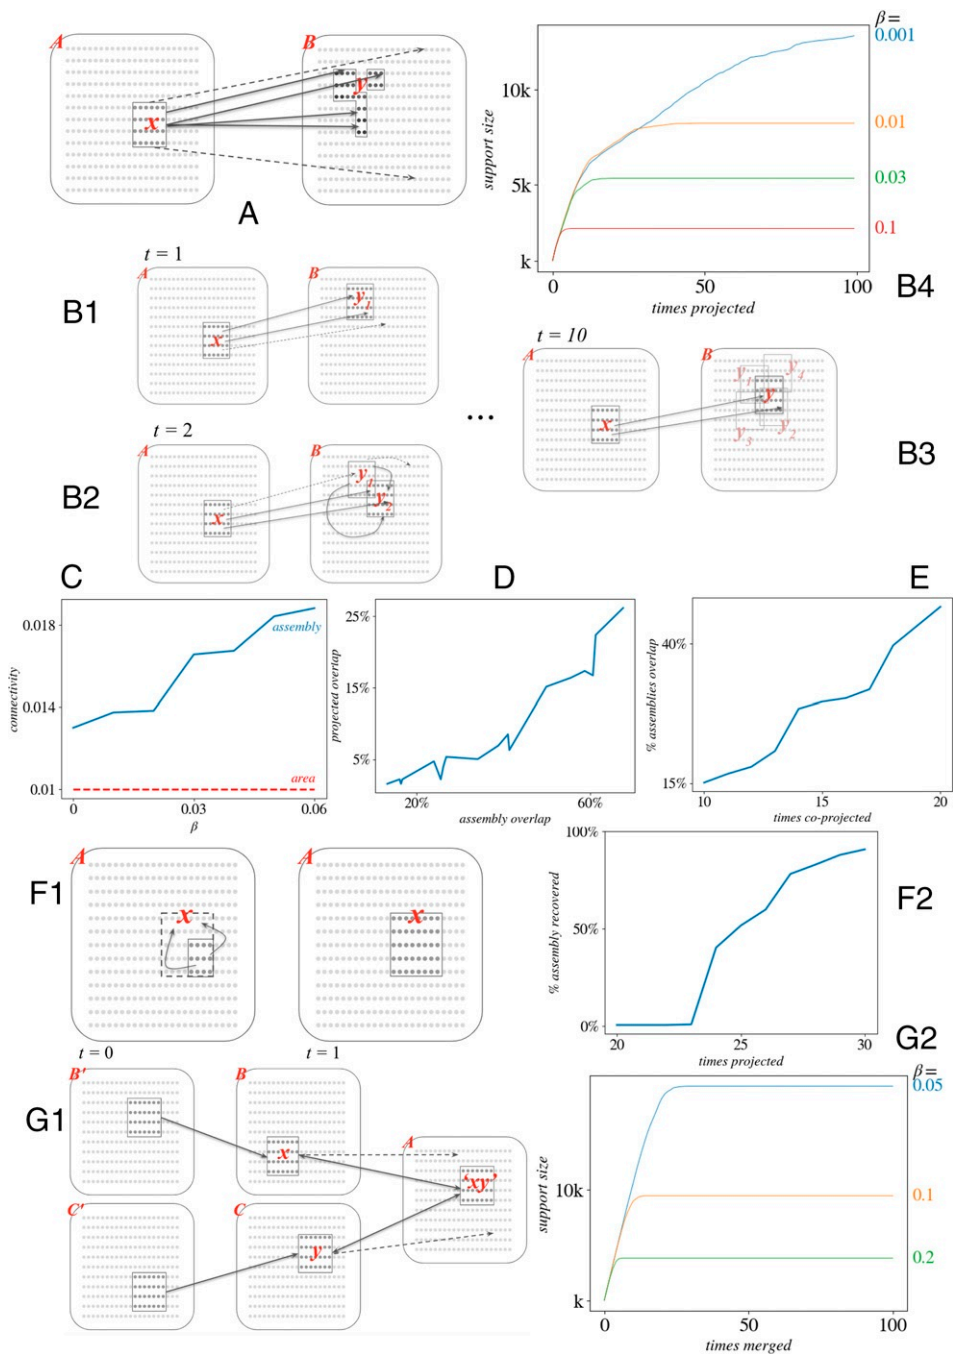 A
B
x
y
A
β =
0.001
0.01
0.03
0.1
10k
5k
k
support size
0
50
100
times projected
B4
t = 1
A
B
B1
x
y1
t = 2
A
B
B2
x
y1
y2
...
t = 10
A
B
x
y
y1
y4
y3
y2
B3
C
0.018
0.014
0.01
connectivity
assembly
area
0
0.03
0.06
β
D
25%
15%
5%
projected overlap
20%
60%
assembly overlap
E
40%
15%
% assemblies overlap
10
15
20
times co-projected
F1
A
x
t = 0
A
x
t = 1
F2
100%
50%
0%
% assembly recovered
20
25
30
times projected
G1
B'
B
x
C'
C
y
A
'xy'
G2
β =
0.05
0.1
0.2
10k
k
support size
0
50
100
times merged